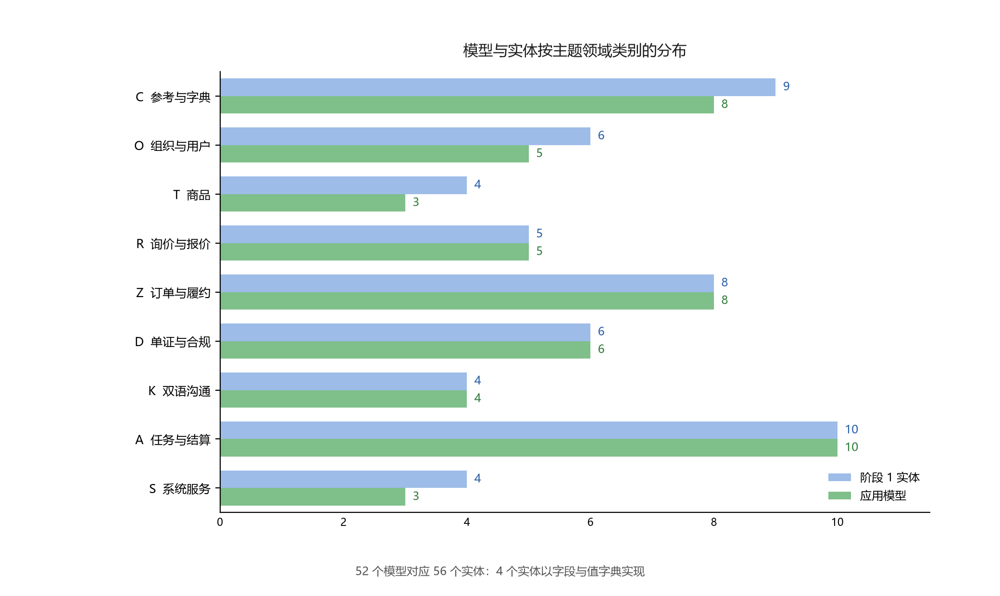 模型与实体按主题领域类别的分布
C 参考与字典
9
8
O 组织与用户
6
5
T 商品
4
3
R 询价与报价
5
5
Z 订单与履约
8
8
D 单证与合规
6
6
K 双语沟通
4
4
A 任务与结算
10
10
S 系统服务
4
3
阶段 1 实体
应用模型
0 2 4 6 8 10
52 个模型对应 56 个实体：4 个实体以字段与值字典实现